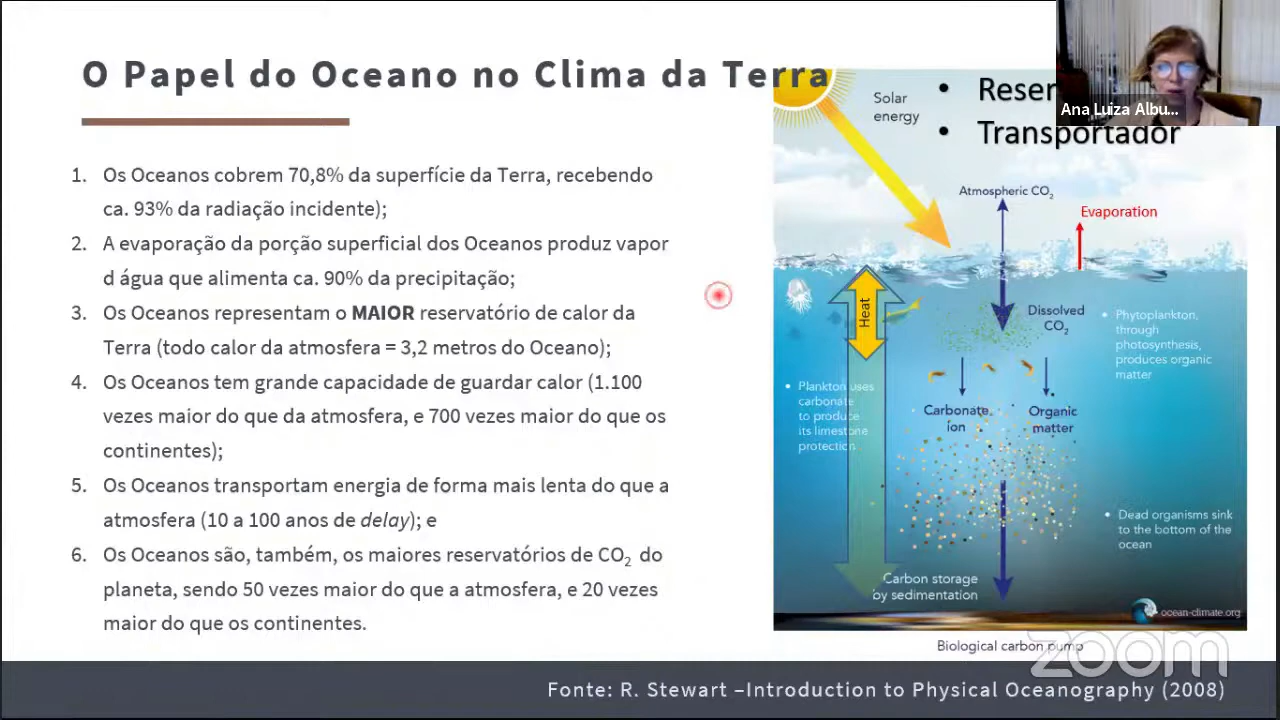 O Papel do Oceano no Clima da Terra
1. Os Oceanos cobrem 70,8% da superfície da Terra, recebendo
ca. 93% da radiação incidente);
2. A evaporação da porção superficial dos Oceanos produz vapor
d água que alimenta ca. 90% da precipitação;
3. Os Oceanos representam o MAIOR reservatório de calor da
Terra (todo calor da atmosfera = 3,2 metros do Oceano);
4. Os Oceanos tem grande capacidade de guardar calor (1.100
vezes maior do que da atmosfera, e 700 vezes maior do que os
continentes);
5. Os Oceanos transportam energia de forma mais lenta do que a
atmosfera (10 a 100 anos de delay); e
6. Os Oceanos são, também, os maiores reservatórios de CO₂ do
planeta, sendo 50 vezes maior do que a atmosfera, e 20 vezes
maior do que os continentes.
Solar
energy
• Transportador
Ana Luiza Albu...
Atmospheric CO₂
Evaporation
Heat
Dissolved
CO₂
• Phytoplankton,
through
photosynthesis,
produces organic
matter
• Plankton uses
carbonate
to produce
its limestone
protection
Carbonate
ion
Organic
matter
• Dead organisms sink
to the bottom of the
ocean
Carbon storage
by sedimentation
ocean-climate.org
Biological carbon pump
zoom
Fonte: R. Stewart –Introduction to Physical Oceanography (2008)